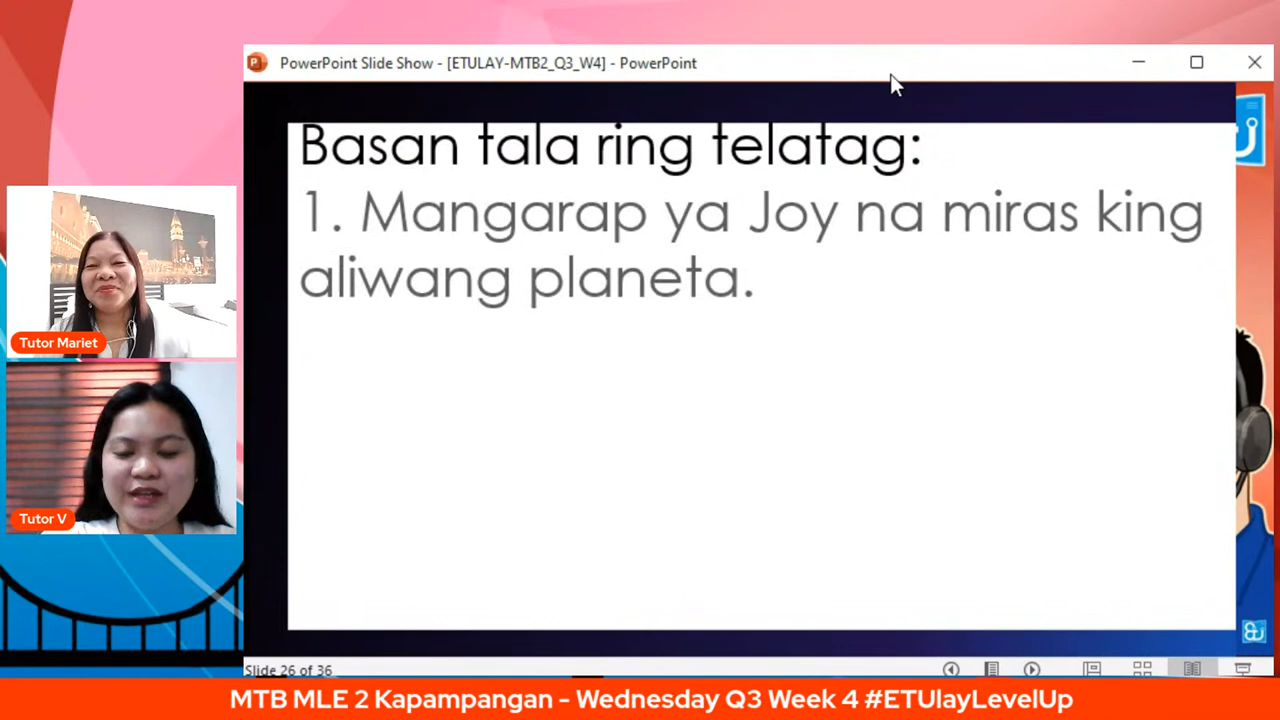 PowerPoint Slide Show - [ETULAY-MTB2_Q3_W4] - PowerPoint
Basan tala ring telatag:
1. Mangarap ya Joy na miras king
aliwang planeta.
Tutor Mariet
Tutor V
Slide 26 of 36
MTB MLE 2 Kapampangan - Wednesday Q3 Week 4 #ETUlayLevelUp